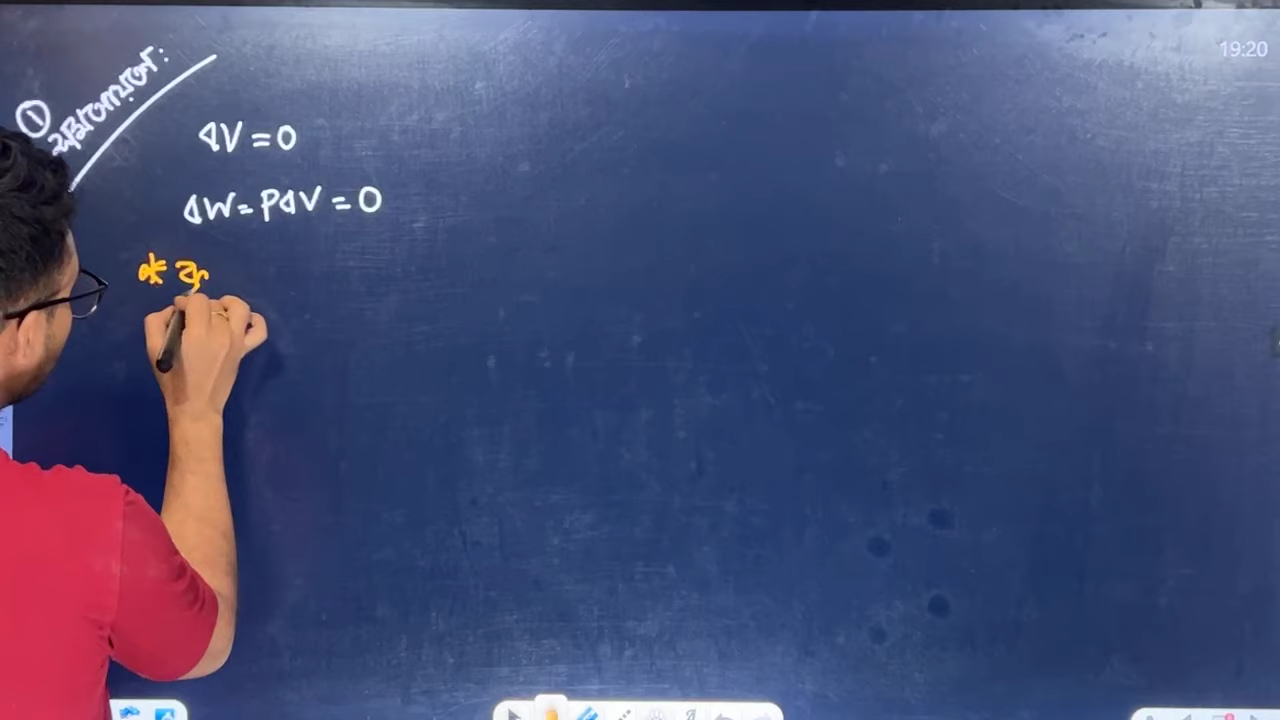 ①
সমআয়তন:
ΔV = 0
ΔW = PΔV = 0
*
19:20